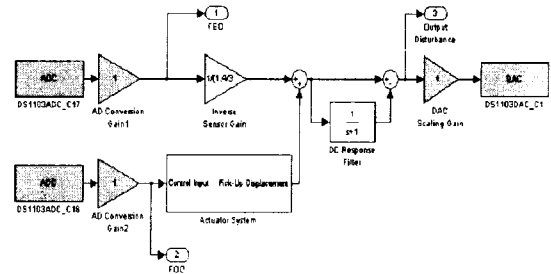 1
FEO
ADC
DS1103ADC_C17
1
AD Conversion
Gain1
Inverse
Sensor Gain
3
Output
Disturbance
1
DAC
Scaling Gain
DAC
DS1103DAC_C1
1
s+1
DC Response
Filter
ADC
DS1103ADC_C18
1
AD Conversion
Gain2
Control Input
Pick-Up Displacement
Actuator System
2
FOO